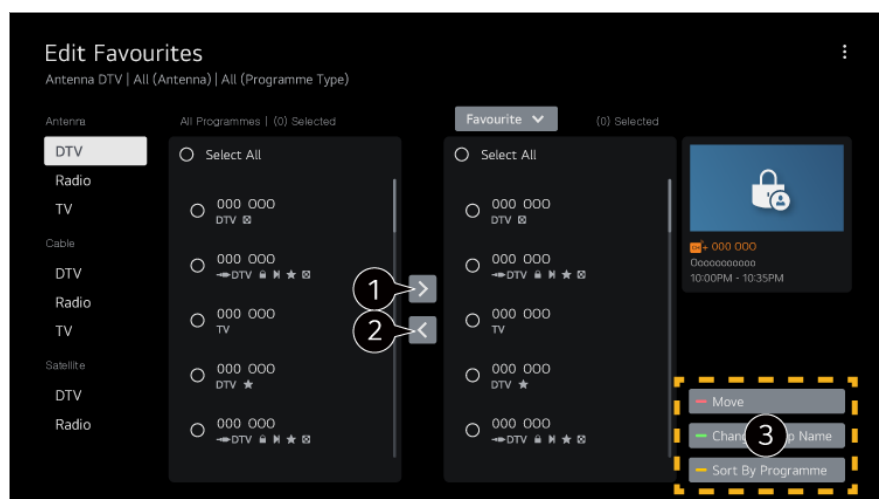 Edit Favourites
Antenna DTV | All (Antenna) | All (Programme Type)
Antenna
DTV
Radio
TV
Cable
DTV
Radio
TV
Satellite
DTV
Radio
All Programmes | (0) Selected
Select All
000 000
DTV
000 000
DTV
000 000
TV
000 000
DTV
000 000
DTV
1
2
Favourite
(0) Selected
Select All
000 000
DTV
000 000
DTV
000 000
TV
000 000
DTV
000 000
DTV
CH+ 000 000
Ooooooooooo
10:00PM - 10:35PM
Move
3
Name
Sort By Programme